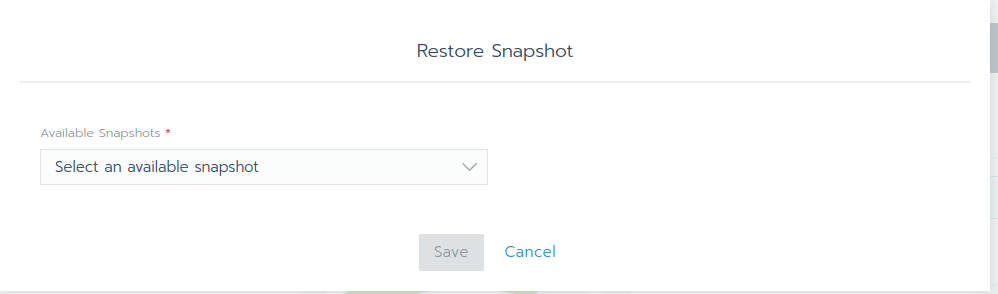 Restore Snapshot
Available Snapshots *
Select an available snapshot
Save
Cancel